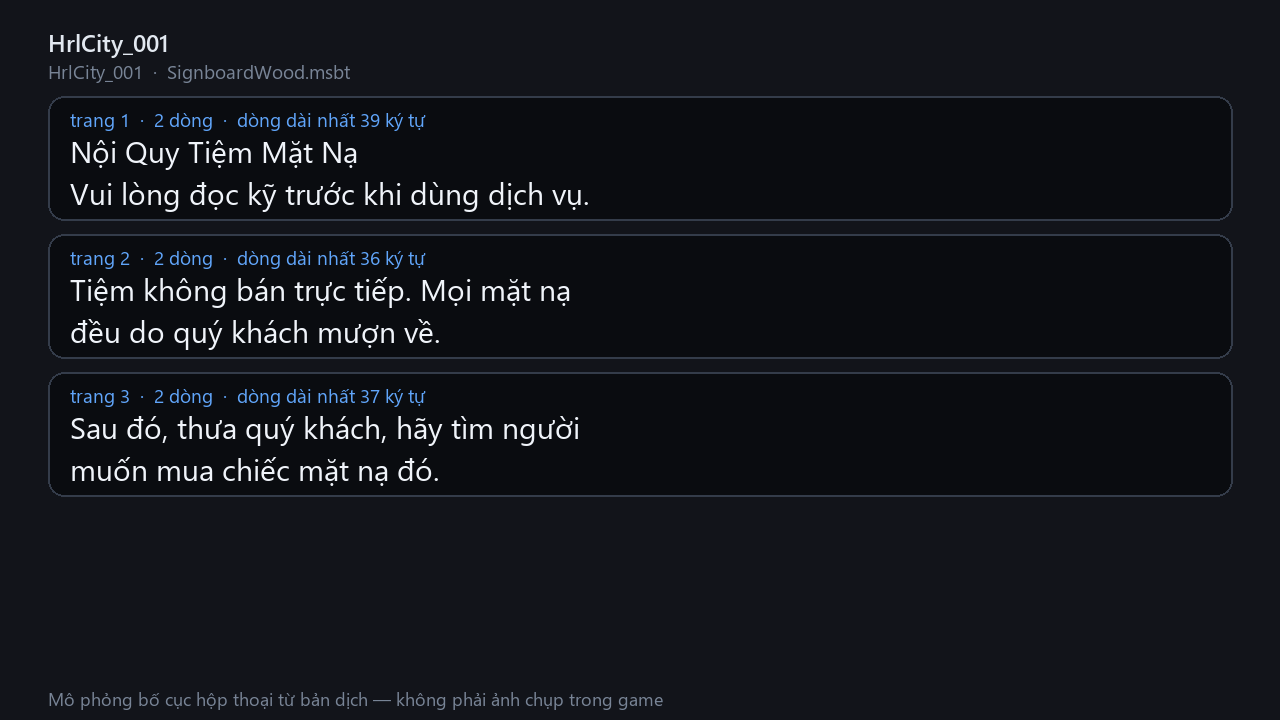 HrlCity_001
HrlCity_001 · SignboardWood.msbt
trang 1 · 2 dòng · dòng dài nhất 39 ký tự
Nội Quy Tiệm Mặt Nạ
Vui lòng đọc kỹ trước khi dùng dịch vụ.
trang 2 · 2 dòng · dòng dài nhất 36 ký tự
Tiệm không bán trực tiếp. Mọi mặt nạ
đều do quý khách mượn về.
trang 3 · 2 dòng · dòng dài nhất 37 ký tự
Sau đó, thưa quý khách, hãy tìm người
muốn mua chiếc mặt nạ đó.
Mô phỏng bố cục hộp thoại từ bản dịch — không phải ảnh chụp trong game